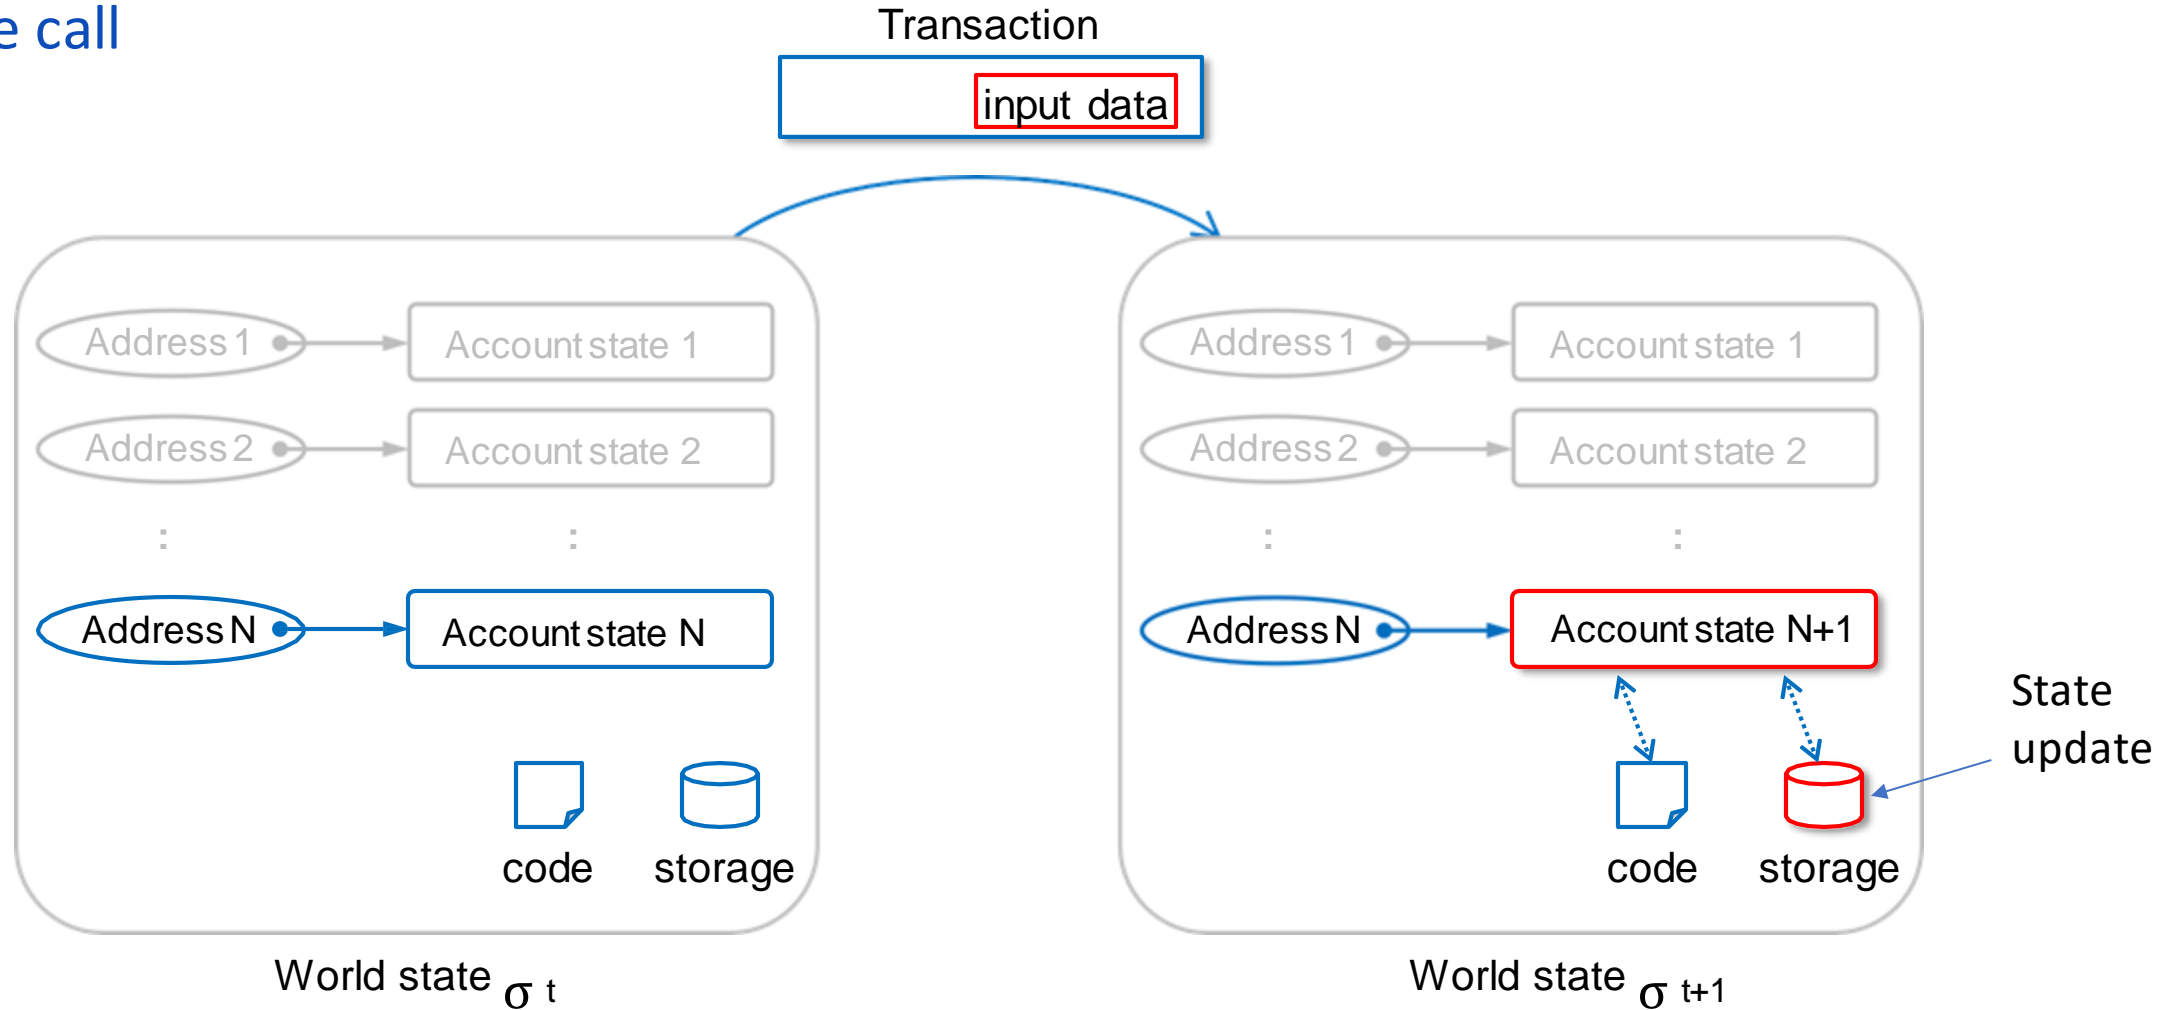 e call
Transaction
input data
Address 1
Account state 1
Address 2
Account state 2
:
:
Address N
Account state N
code
storage
World state σ t
Address 1
Account state 1
Address 2
Account state 2
:
:
Address N
Account state N+1
State
update
code
storage
World state σ t+1